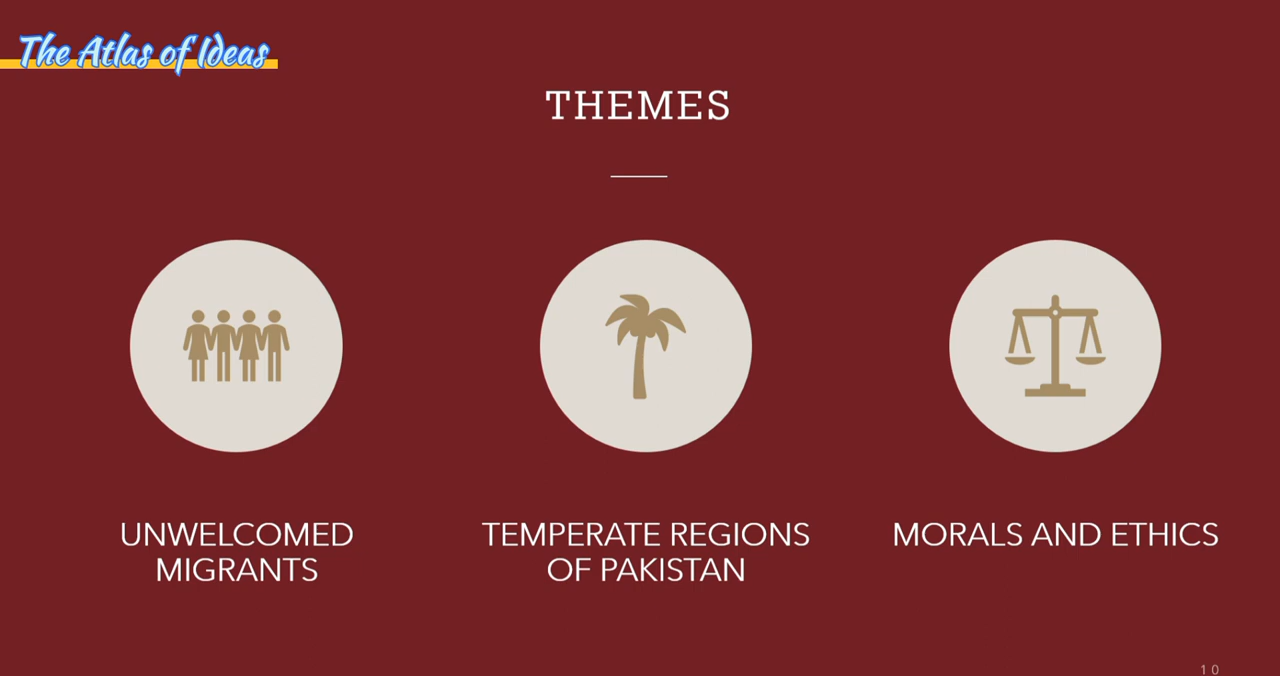 The Atlas of Ideas
THEMES
UNWELCOMED
MIGRANTS
TEMPERATE REGIONS
OF PAKISTAN
MORALS AND ETHICS
10